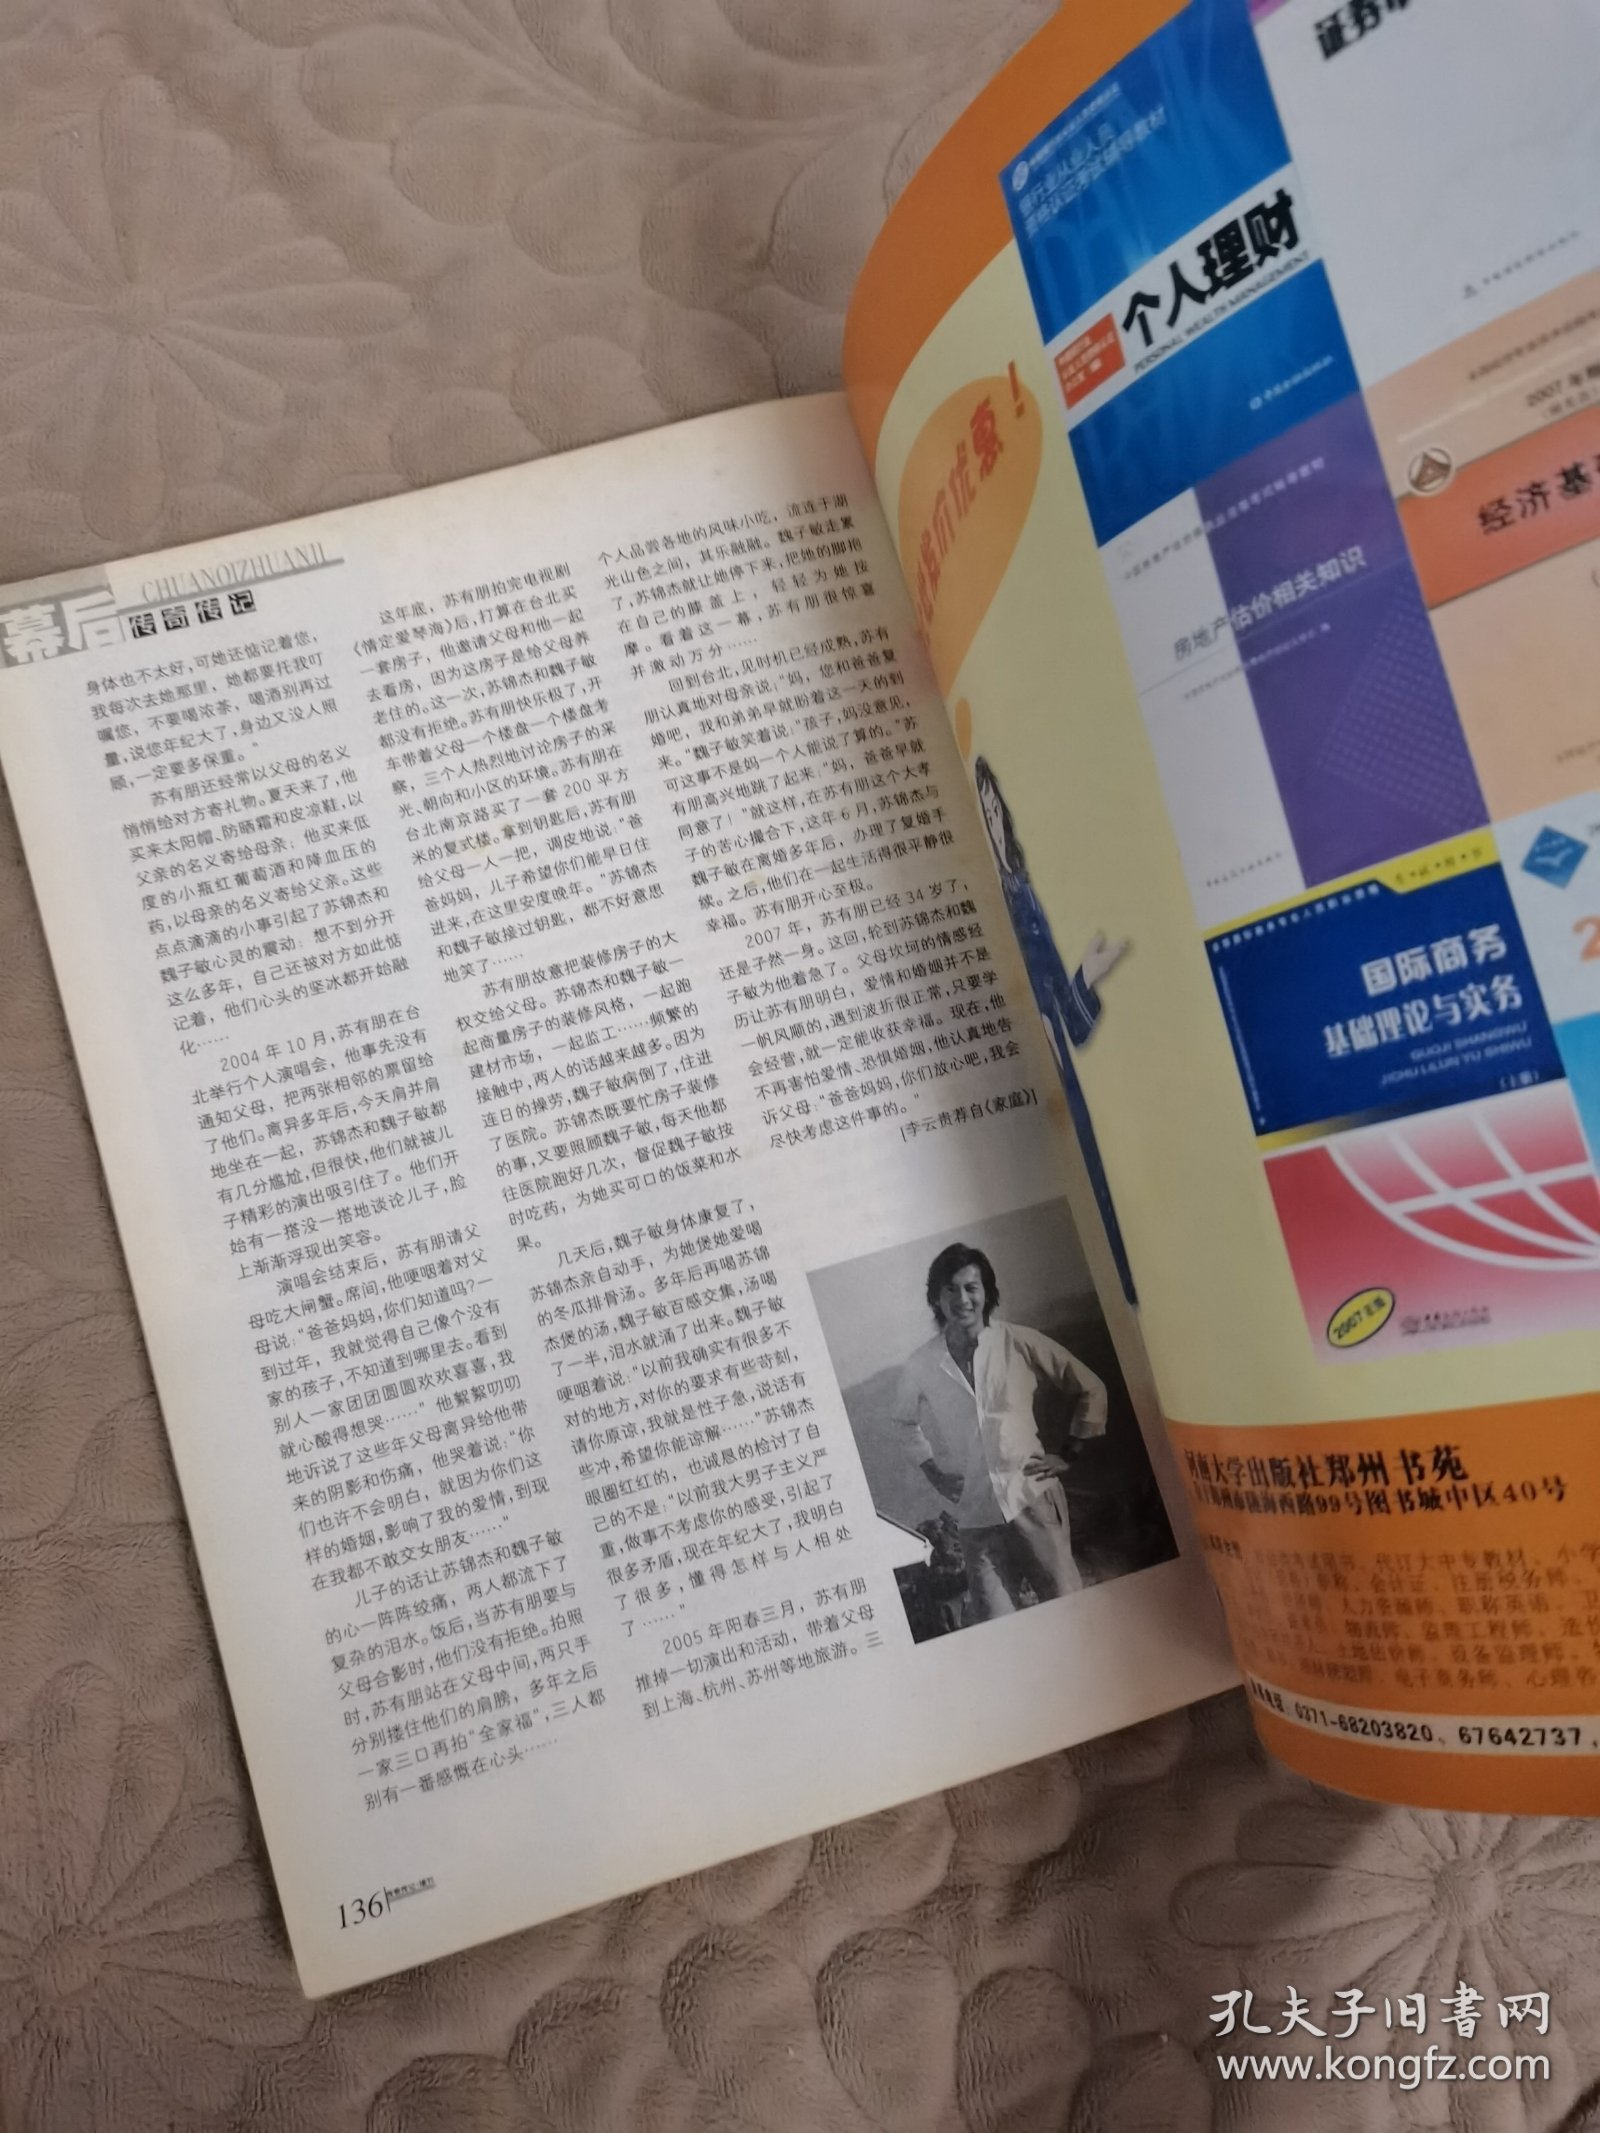 CHUANQIZHUANJI
幕后
传奇传记
身体也不太好,可她还惦记着您,
我每次去她那里、她都要托我叮
嘱您,不要喝浓茶,喝酒别再过
量,说您年纪大了,身边又没人照
顾,一定要多保重。"
苏有朋还经常以父母的名义
悄悄给对方寄礼物。夏天来了,他
买来太阳帽、防晒霜和皮凉鞋,以
父亲的名义寄给母亲;他买来低
度的小瓶红葡萄酒和降血压的
药,以母亲的名义寄给父亲。这些
点点滴滴的小事引起了苏锦杰和
魏子敏心灵的震动:想不到分开
这么多年,自己还被对方如此惦
记着,他们心头的坚冰都开始融
化……
2004年10月,苏有朋在台
北举行个人演唱会,他事先没有
通知父母,把两张相邻的票留给
了他们。离异多年后,今天肩并肩
地坐在一起,苏锦杰和魏子敏都
有几分尴尬,但很快,他们就被儿
子精彩的演出吸引住了。他们开
始有一搭没一搭地谈论儿子,脸
上渐渐浮现出笑容。
演唱会结束后,苏有朋请父
母吃大闸蟹。席间,他哽咽着对父
母说:"爸爸妈妈,你们知道吗?一
到过年,我就觉得自己像个没有
家的孩子,不知道到哪里去。看到
别人一家团团圆圆欢欢喜喜,我
就心酸得想哭……"他絮絮叨叨
地诉说了这些年父母离异给他带
来的阴影和伤痛,他哭着说:"你
们也许不会明白,就因为你们这
样的婚姻,影响了我的爱情,到现
在我都不敢交女朋友……"
儿子的话让苏锦杰和魏子敏
的心一阵阵绞痛,两人都流下了
复杂的泪水。饭后,当苏有朋要与
父母合影时,他们没有拒绝。拍照
时,苏有朋站在父母中间,两只手
分别搂住他们的肩膀,多年之后
一家三口再拍"全家福",三人都
别有一番感慨在心头……
这年底,苏有朋拍完电视剧
《情定爱琴海》后,打算在台北买
一套房子,他邀请父母和他一起
去看房,因为这房子是给父母养
老住的。这一次,苏锦杰和魏子敏
都没有拒绝。苏有朋快乐极了,开
车带着父母一个楼盘一个楼盘考
察,三个人热烈地讨论房子的采
光、朝向和小区的环境。苏有朋在
台北南京路买了一套200平方
米的复式楼。拿到钥匙后,苏有朋
给父母一人一把,调皮地说:"爸
爸妈妈,儿子希望你们能早日住
进来,在这里安度晚年。"苏锦杰
和魏子敏接过钥匙,都不好意思
地笑了……
苏有朋故意把装修房子的大
权交给父母。苏锦杰和魏子敏一
起商量房子的装修风格,一起跑
建材市场,一起监工……频繁的
接触中,两人的话越来越多。因为
连日的操劳,魏子敏病倒了,住进
了医院。苏锦杰既要忙房子装修
的事,又要照顾魏子敏,每天他都
往医院跑好几次,督促魏子敏按
时吃药,为她买可口的饭菜和水
果。
几天后,魏子敏身体康复了,
苏锦杰亲自动手,为她煲她爱喝
的冬瓜排骨汤。多年后再喝苏锦
杰煲的汤,魏子敏百感交集,汤喝
了一半,泪水就涌了出来。魏子敏
哽咽着说:"以前我确实有很多不
对的地方,对你的要求有些苛刻,
请你原谅,我就是性子急,说话有
些冲,希望你能谅解……"苏锦杰
眼圈红红的,也诚恳的检讨了自
己的不是:"以前我大男子主义严
重,做事不考虑你的感受,引起了
很多矛盾,现在年纪大了,我明白
了很多,懂得怎样与人相处
了……"
2005年阳春三月,苏有朋
推掉一切演出和活动,带着父母
到上海、杭州、苏州等地旅游。三
个人品尝各地的风味小吃,流连于湖
光山色之间,其乐融融。魏子敏走累
了,苏锦杰就让她停下来,把她的脚抱
在自己的膝盖上,轻轻为她按
摩。看着这一幕,苏有朋很惊喜
并激动万分……
回到台北,见时机已经成熟,苏有
朋认真地对母亲说:"妈,您和爸爸复
婚吧,我和弟弟早就盼着这一天的到
来。"魏子敏笑着说:"孩子,妈没意见,
可这事不是妈一个人能说了算的。"苏
有朋高兴地跳了起来:"妈,爸爸早就
同意了!"就这样,在苏有朋这个大孝
子的苦心撮合下,这年6月,苏锦杰与
魏子敏在离婚多年后,办理了复婚手
续。之后,他们在一起生活得很平静很
幸福。苏有朋开心至极。
2007年,苏有朋已经34岁了,
还是孑然一身。这回,轮到苏锦杰和魏
子敏为他着急了。父母坎坷的情感经
历让苏有朋明白,爱情和婚姻并不是
一帆风顺的,遇到波折很正常,只要学
会经营,就一定能收获幸福。现在,他
不再害怕爱情、恐惧婚姻,他认真地告
诉父母:"爸爸妈妈,你们放心吧,我会
尽快考虑这件事的。"
[李云贵荐自《家庭》]
136
优惠!
个人理财
PERSONAL WEALTH MANAGEMENT
房地产估价相关知识
经济基
国际商务
基础理论与实务
GUOJI SHANGWU
JICHU LILUN YU SHIWU
2007年版
河南大学出版社郑州书苑
郑州市陇海西路99号图书城中区40号
0371-68203820、67642737、
孔夫子旧书网
www.kongfz.com